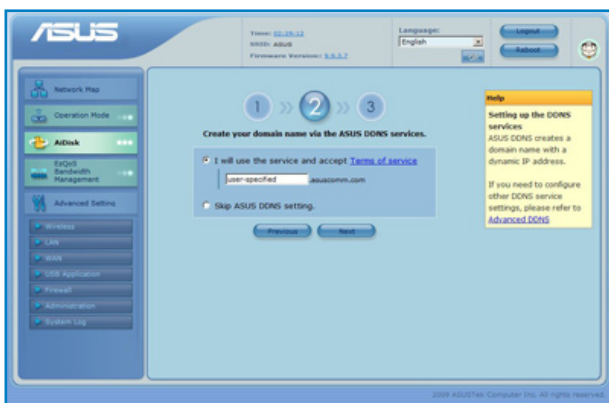 ASUS
Time: 02:29:12
SSID: ASUS
Firmware Version:
Language:
English
Logout
Reboot
Network Map
Operation Mode
AiDisk
EzQoS
Bandwidth
Management
Advanced Setting
Wireless
LAN
WAN
USB Application
Firewall
Administration
System Log
1 » 2 » 3
Create your domain name via the ASUS DDNS services.
I will use the service and accept Terms of service
user-specified .asuscomm.com
Skip ASUS DDNS setting.
Previous
Next
Help
Setting up the DDNS
services
ASUS DDNS creates a
domain name with a
dynamic IP address.
If you need to configure
other DDNS service
settings, please refer to
Advanced DDNS
2009 ASUSTek Computer Inc. All rights reserved.